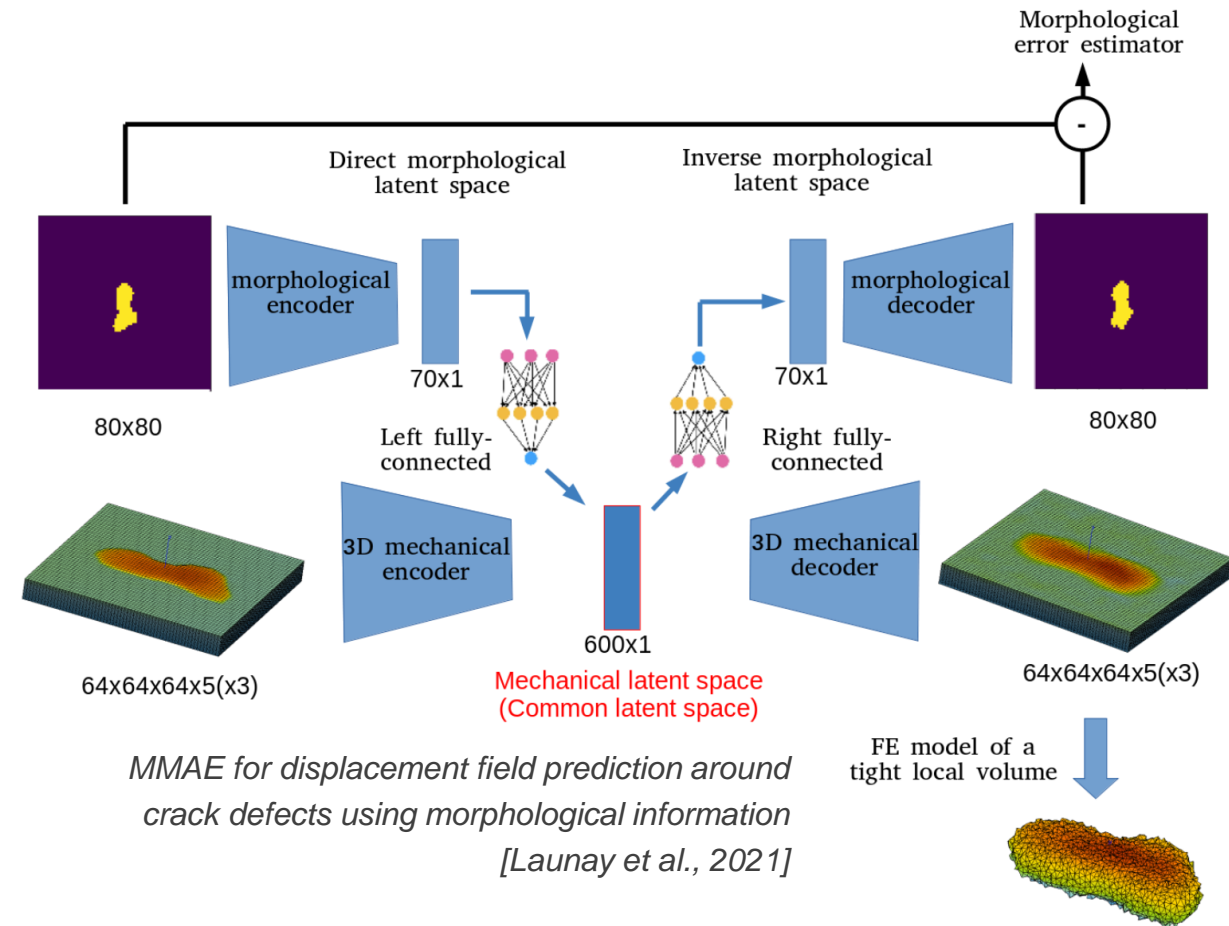 Morphological
error estimator
-
Direct morphological
latent space
Inverse morphological
latent space
morphological
encoder
morphological
decoder
70x1
70x1
80x80
80x80
Left fully-
connected
Right fully-
connected
3D mechanical
encoder
3D mechanical
decoder
600x1
64x64x64x5(x3)
Mechanical latent space
(Common latent space)
64x64x64x5(x3)
FE model of a
tight local volume
MMAE for displacement field prediction around
crack defects using morphological information
[Launay et al., 2021]